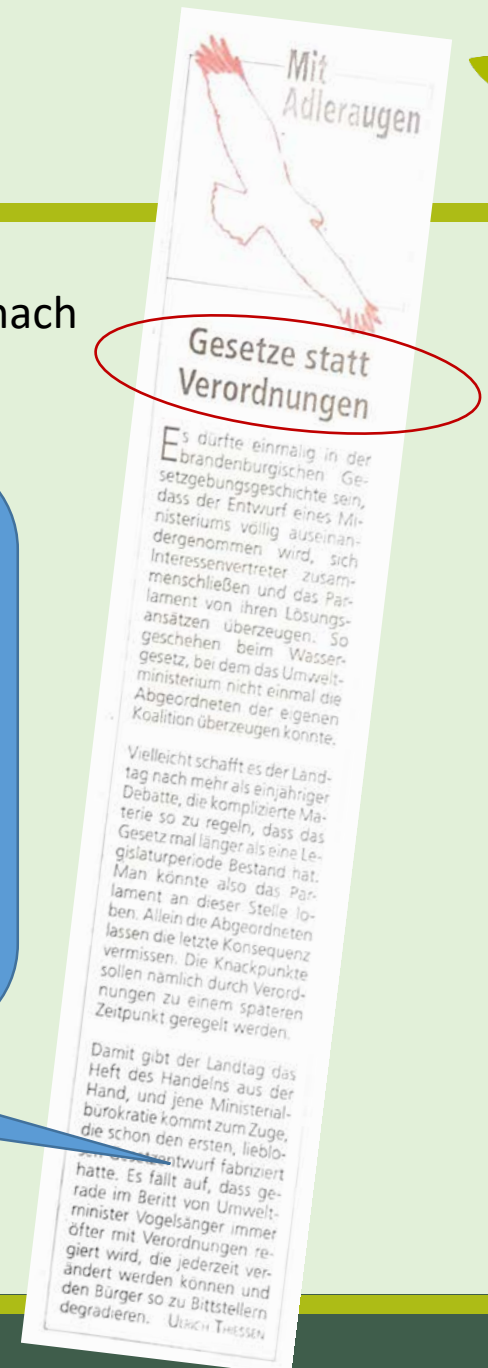 nach
Mit
Adleraugen
Gesetze statt
Verordnungen
Es dürfte einmalig in der
brandenburgischen Ge-
setzgebungsgeschichte sein,
dass der Entwurf eines Mi-
nisteriums völlig auseinan-
dergenommen wird, sich
Interessenvertreter zusam-
menschließen und das Par-
lament von ihren Lösungs-
ansätzen überzeugen. So
geschehen beim Wasser-
gesetz, bei dem das Umwelt-
ministerium nicht einmal die
Abgeordneten der eigenen
Koalition überzeugen konnte.
Vielleicht schafft es der Land-
tag nach mehr als einjähriger
Debatte, die komplizierte Ma-
terie so zu regeln, dass das
Gesetz mal länger als eine Le-
gislaturperiode Bestand hat.
Man könnte also das Par-
lament an dieser Stelle lo-
ben. Allein die Abgeordneten
lassen die letzte Konsequenz
vermissen. Die Knackpunkte
sollen nämlich durch Verord-
nungen zu einem späteren
Zeitpunkt geregelt werden.
Damit gibt der Landtag das
Heft des Handelns aus der
Hand, und jene Ministerial-
bürokratie kommt zum Zuge,
die schon den ersten, lieblo-
sen Gesetzentwurf fabriziert
hatte. Es fällt auf, dass ge-
rade im Beritt von Umwelt-
minister Vogelsänger immer
öfter mit Verordnungen re-
giert wird, die jederzeit ver-
ändert werden können und
den Bürger so zu Bittstellern
degradieren. ULRICH THIESSEN